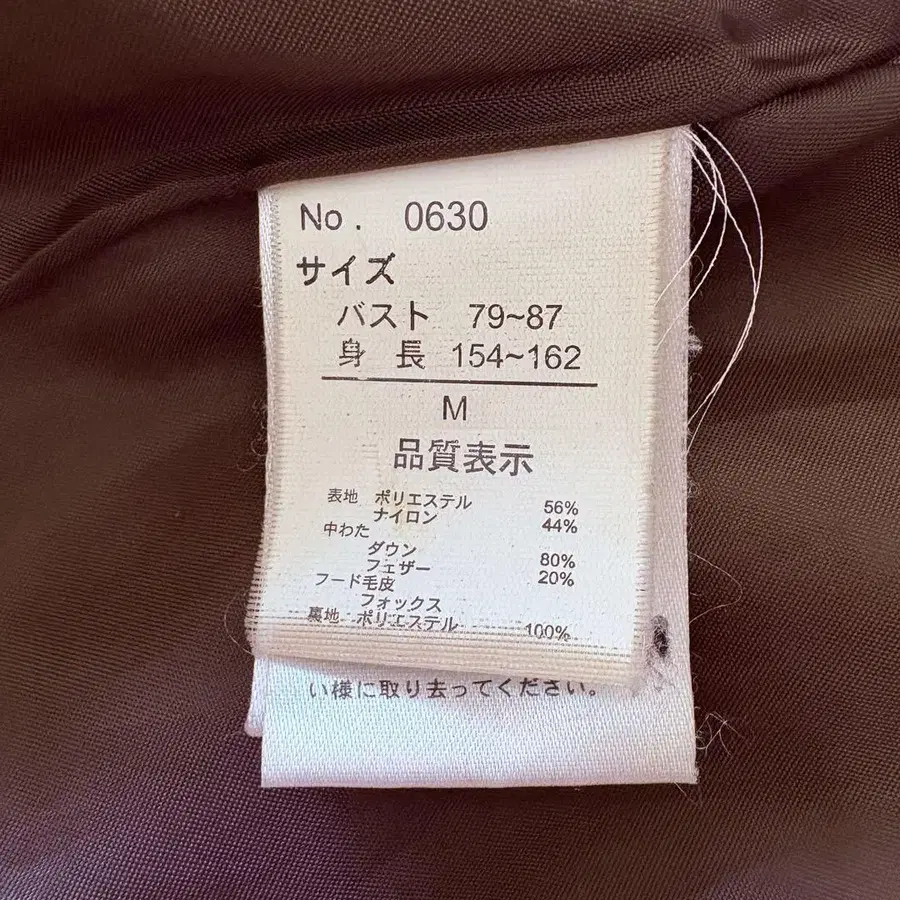 No. 0630
サイズ
バスト 79~87
身 長 154~162
M
品質表示
表地 ポリエステル 56%
ナイロン 44%
中わた
ダウン 80%
フェザー 20%
フード毛皮
フォックス
裏地 ポリエステル 100%
い様に取り去ってください。